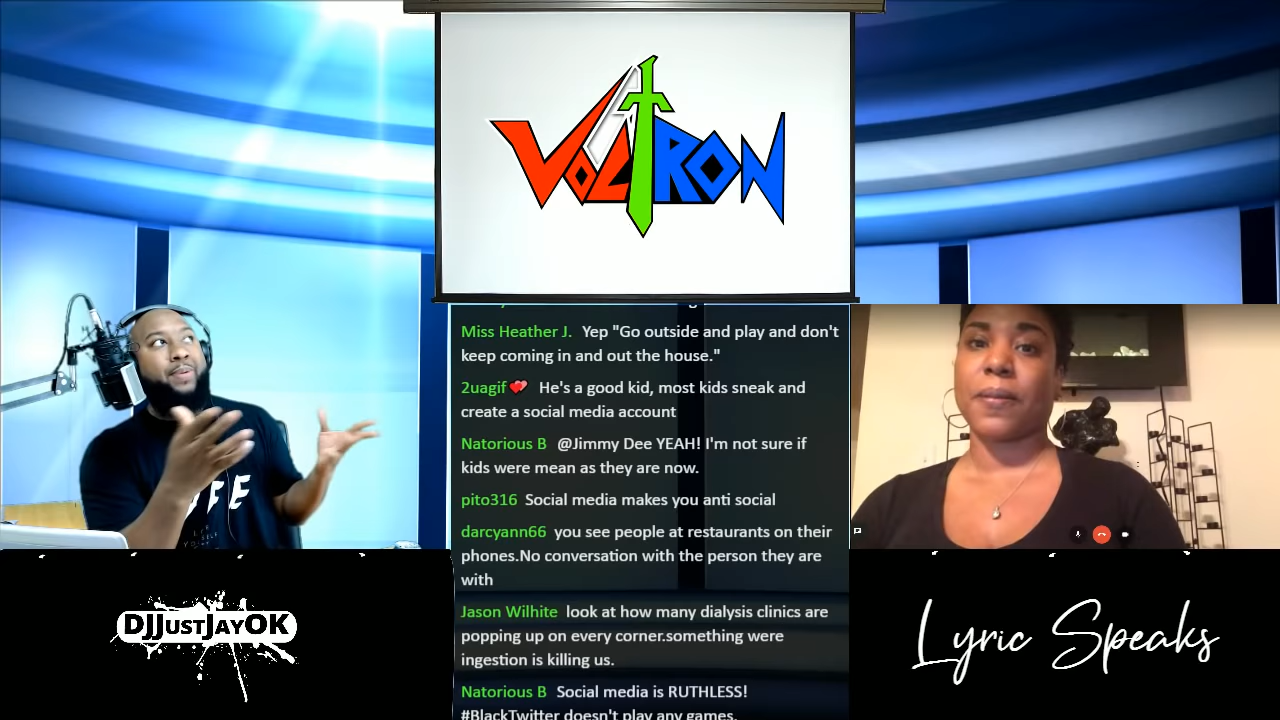 VOLTRON
Miss Heather J. Yep "Go outside and play and don't
keep coming in and out the house."
2uagif He's a good kid, most kids sneak and
create a social media account
Natorious B @Jimmy Dee YEAH! I'm not sure if
kids were mean as they are now.
pito316 Social media makes you anti social
darcyann66 you see people at restaurants on their
phones.No conversation with the person they are
with
Jason Wilhite look at how many dialysis clinics are
popping up on every corner.something were
ingestion is killing us.
Natorious B Social media is RUTHLESS!
#BlackTwitter doesn't play any games.
DJJustJayOK
Lyric Speaks